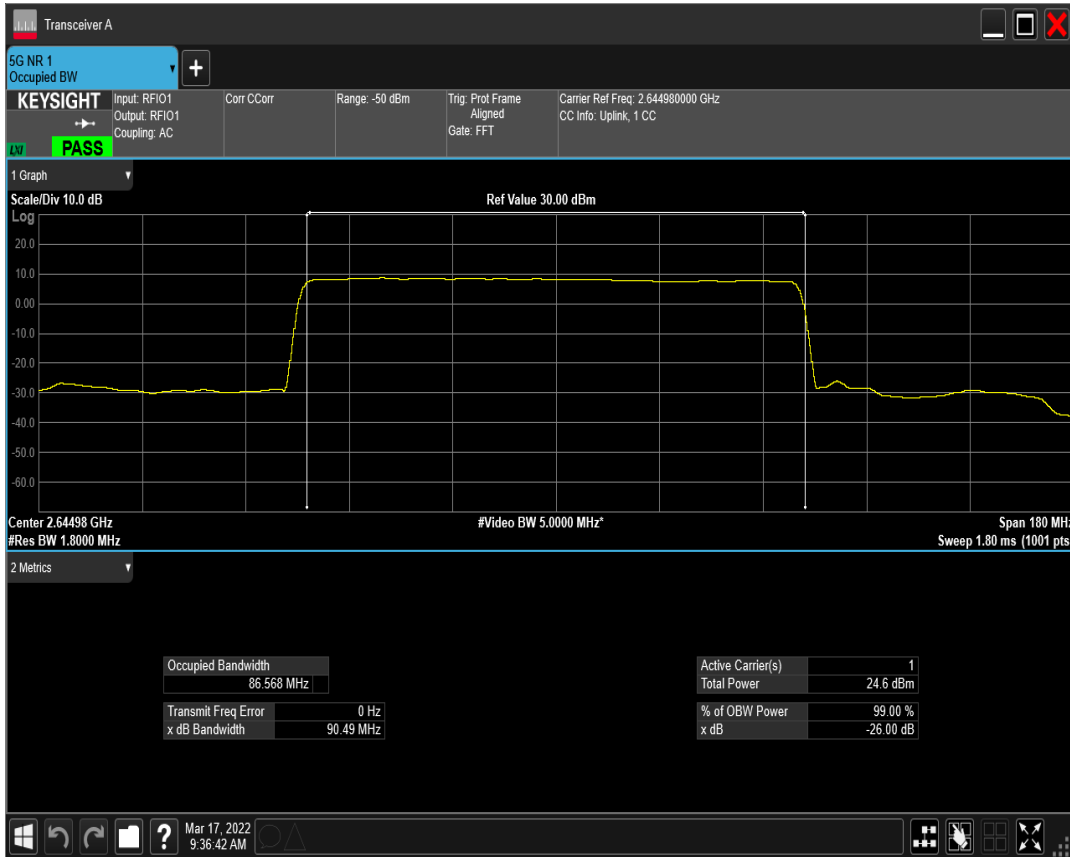 Transceiver A
5G NR 1
Occupied BW
+
KEYSIGHT
LXI
PASS
Input: RFIO1
Output: RFIO1
Coupling: AC
Corr CCorr
Range: -50 dBm
Trig: Prot Frame
Aligned
Gate: FFT
Carrier Ref Freq: 2.644980000 GHz
CC Info: Uplink, 1 CC
1 Graph
Scale/Div 10.0 dB
Ref Value 30.00 dBm
Log
20.0
10.0
0.00
-10.0
-20.0
-30.0
-40.0
-50.0
-60.0
Center 2.64498 GHz
#Video BW 5.0000 MHz*
Span 180 MHz
#Res BW 1.8000 MHz
Sweep 1.80 ms (1001 pts
2 Metrics
Occupied Bandwidth
86.568 MHz
Transmit Freq Error 0 Hz
x dB Bandwidth 90.49 MHz
Active Carrier(s) 1
Total Power 24.6 dBm
% of OBW Power 99.00 %
x dB -26.00 dB
?
Mar 17, 2022
9:36:42 AM